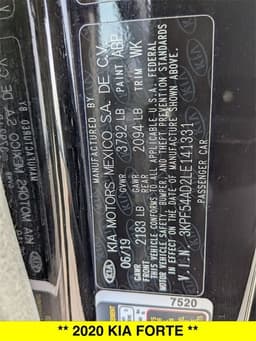 MANUFACTURED BY
KIA MOTORS MEXICO S.A. DE C.V.
06/19 GVWR 3792 LB PAINT ABP
GAWR FRONT 2183 LB GAWR REAR 2094 LB TRIM WK
THIS VEHICLE CONFORMS TO ALL APPLICABLE U.S.A. FEDERAL
MOTOR VEHICLE SAFETY, BUMPER, AND THEFT PREVENTION STANDARDS
IN EFFECT ON THE DATE OF MANUFACTURE SHOWN ABOVE.
V.I.N. : 3KPF54AD2LE141331
PASSENGER CAR
KIA
7520
** 2020 KIA FORTE **